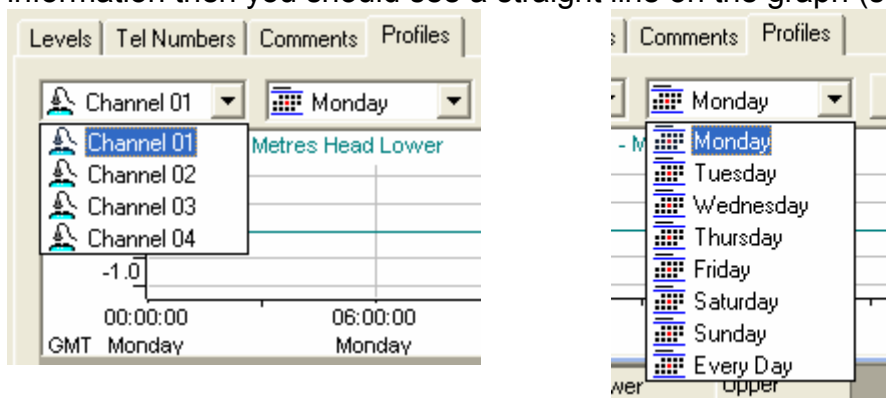 information then you should see a straight line on the graph (s
Levels Tel Numbers Comments Profiles
Channel 01 Monday
Channel 01
Channel 02
Channel 03
Channel 04
Metres Head Lower
-1.0
00:00:00 06:00:00
GMT Monday Monday
Comments Profiles
Monday
- M
Monday
Tuesday
Wednesday
Thursday
Friday
Saturday
Sunday
Every Day
wer Upper